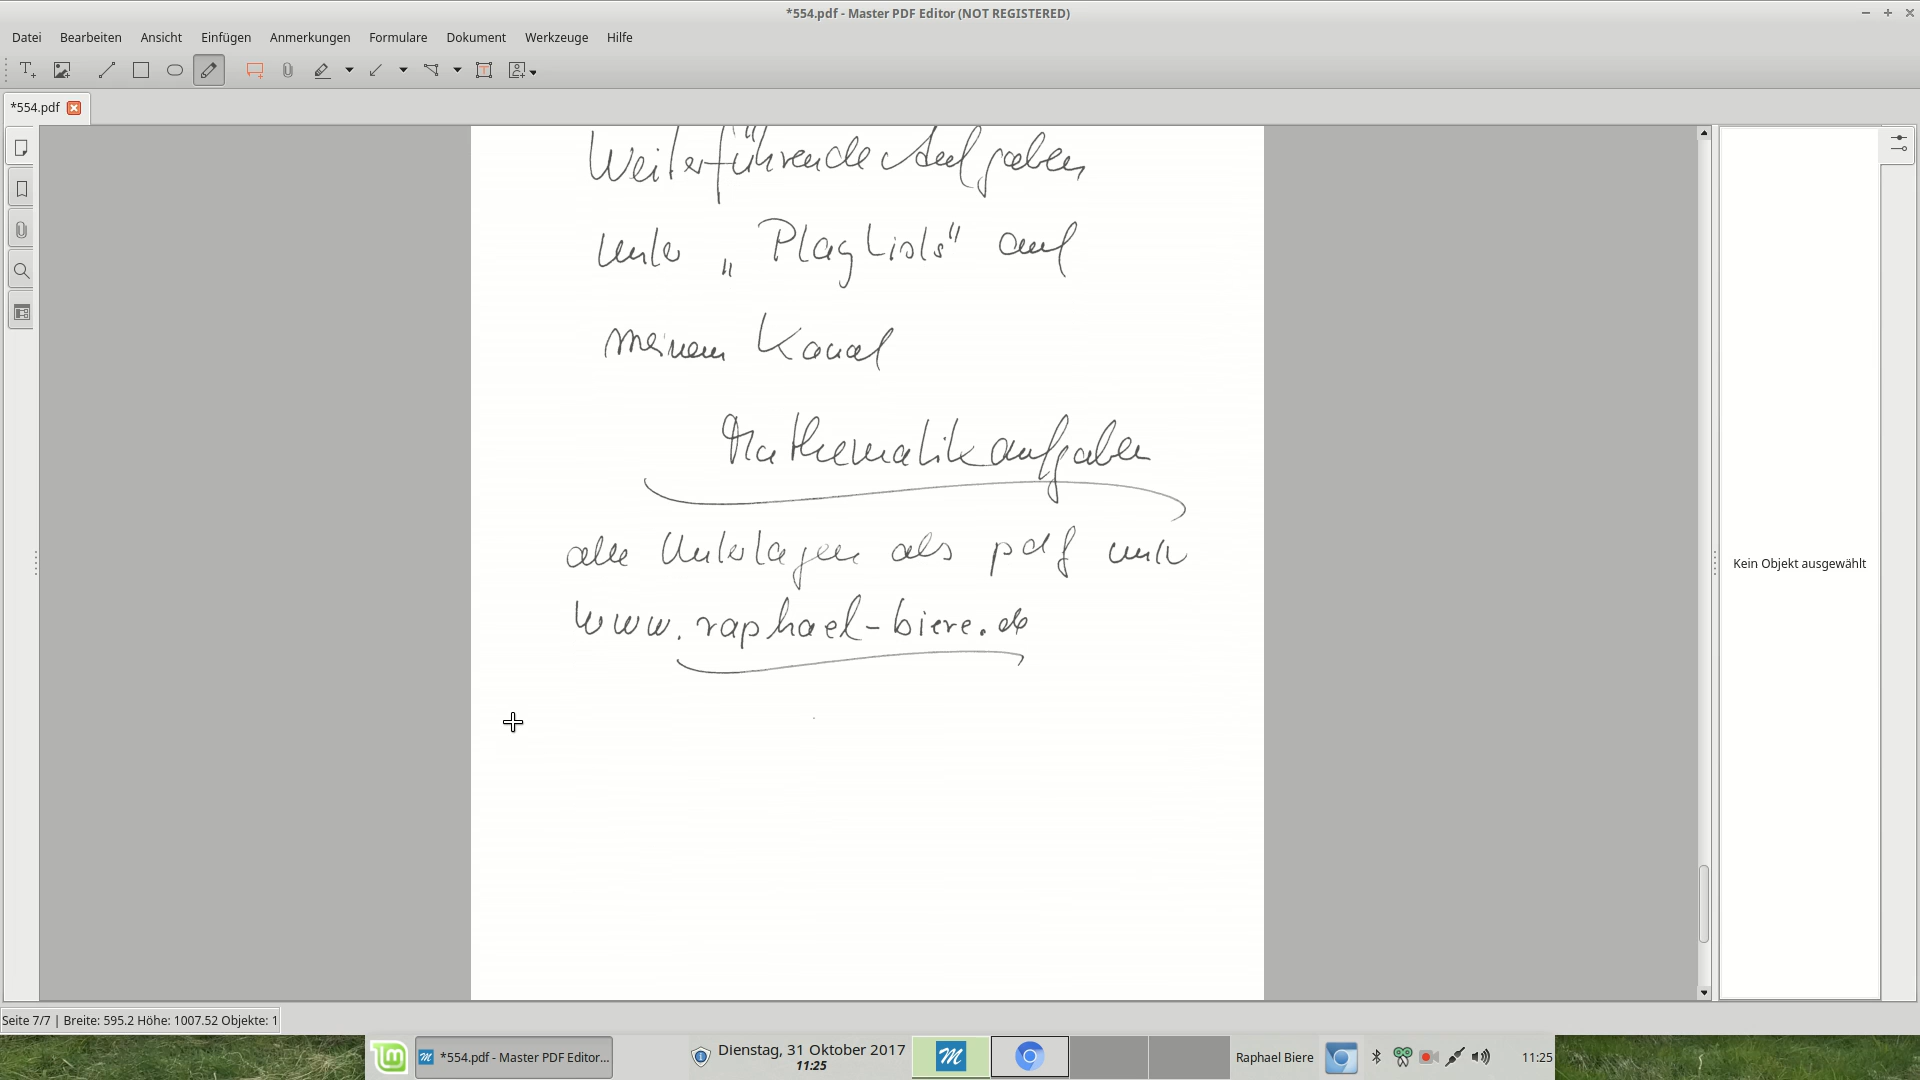 *554.pdf - Master PDF Editor (NOT REGISTERED)
Datei Bearbeiten Ansicht Einfügen Anmerkungen Formulare Dokument Werkzeuge Hilfe
*554.pdf
Weiterführende Aufgaben
unter „PlayLists" auf
meinem Kanal
Mathematikaufgaben
alle Unterlagen als pdf unter
www.raphael-biere.de
Kein Objekt ausgewählt
Seite 7/7 | Breite: 595.2 Höhe: 1007.52 Objekte: 1
*554.pdf - Master PDF Editor...
Dienstag, 31 Oktober 2017
11:25
Raphael Biere
11:25